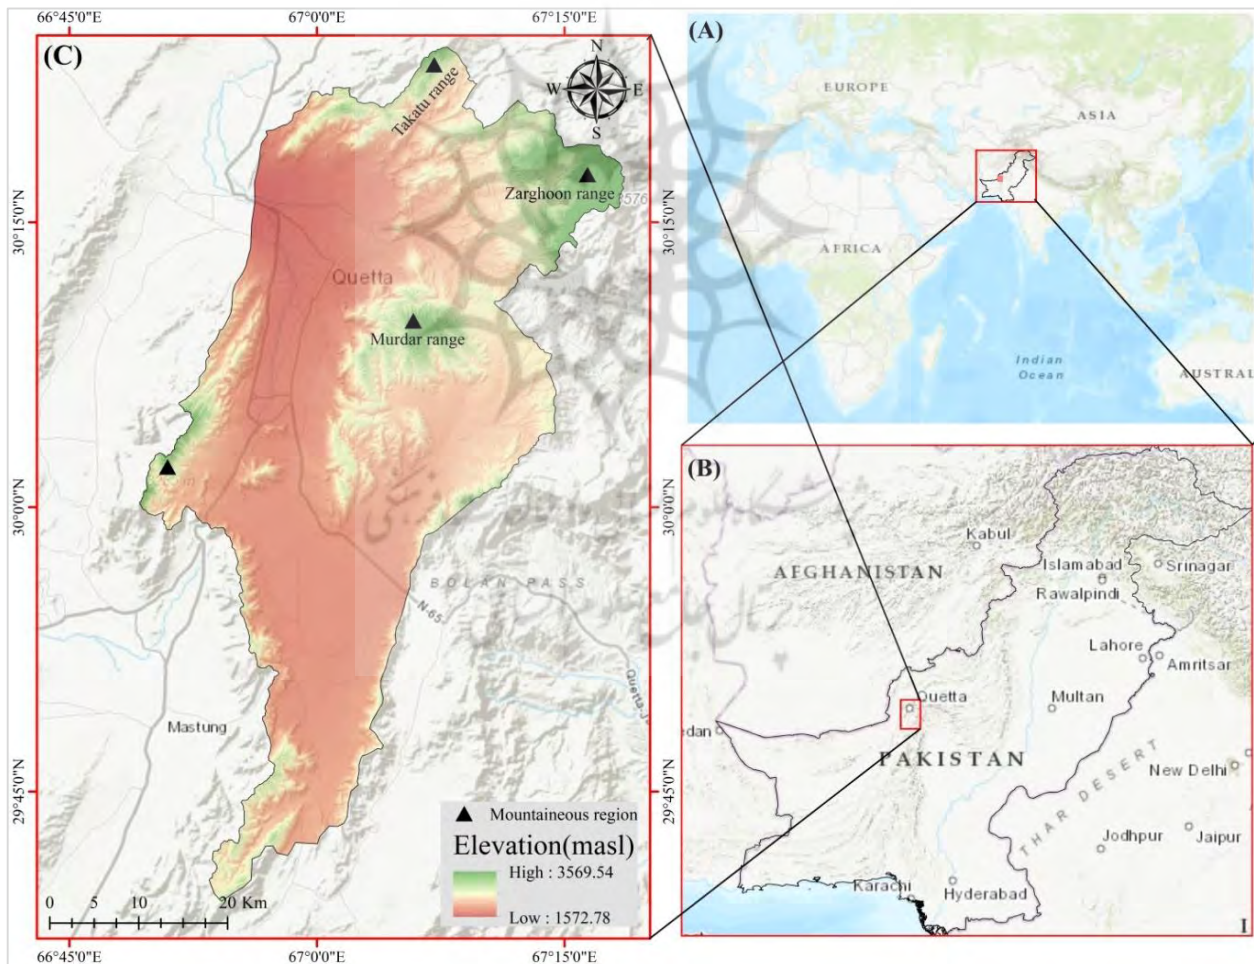 66°45'0"E 67°0'0"E 67°15'0"E
(C)
N
W E
S
Takatu range
Zarghoon range
3576
30°15'0"N
30°15'0"N
Quetta
Murdar range
30°0'0"N
30°0'0"N
BOLAN PASS
N-65
Mastung
29°45'0"N
29°45'0"N
Mountaineous region
Elevation(masl)
High : 3569.54
Low : 1572.78
0 5 10 20 Km
66°45'0"E 67°0'0"E 67°15'0"E
(A)
EUROPE
ASIA
AFRICA
Indian
Ocean
AUSTRAL
(B)
Kabul
AFGHANISTAN
Islamabad
Srinagar
Rawalpindi
Lahore
Amritsar
Quetta
Multan
dan
PAKISTAN
New Delhi
THAR DESERT
Jodhpur
Jaipur
Karachi
Hyderabad
I